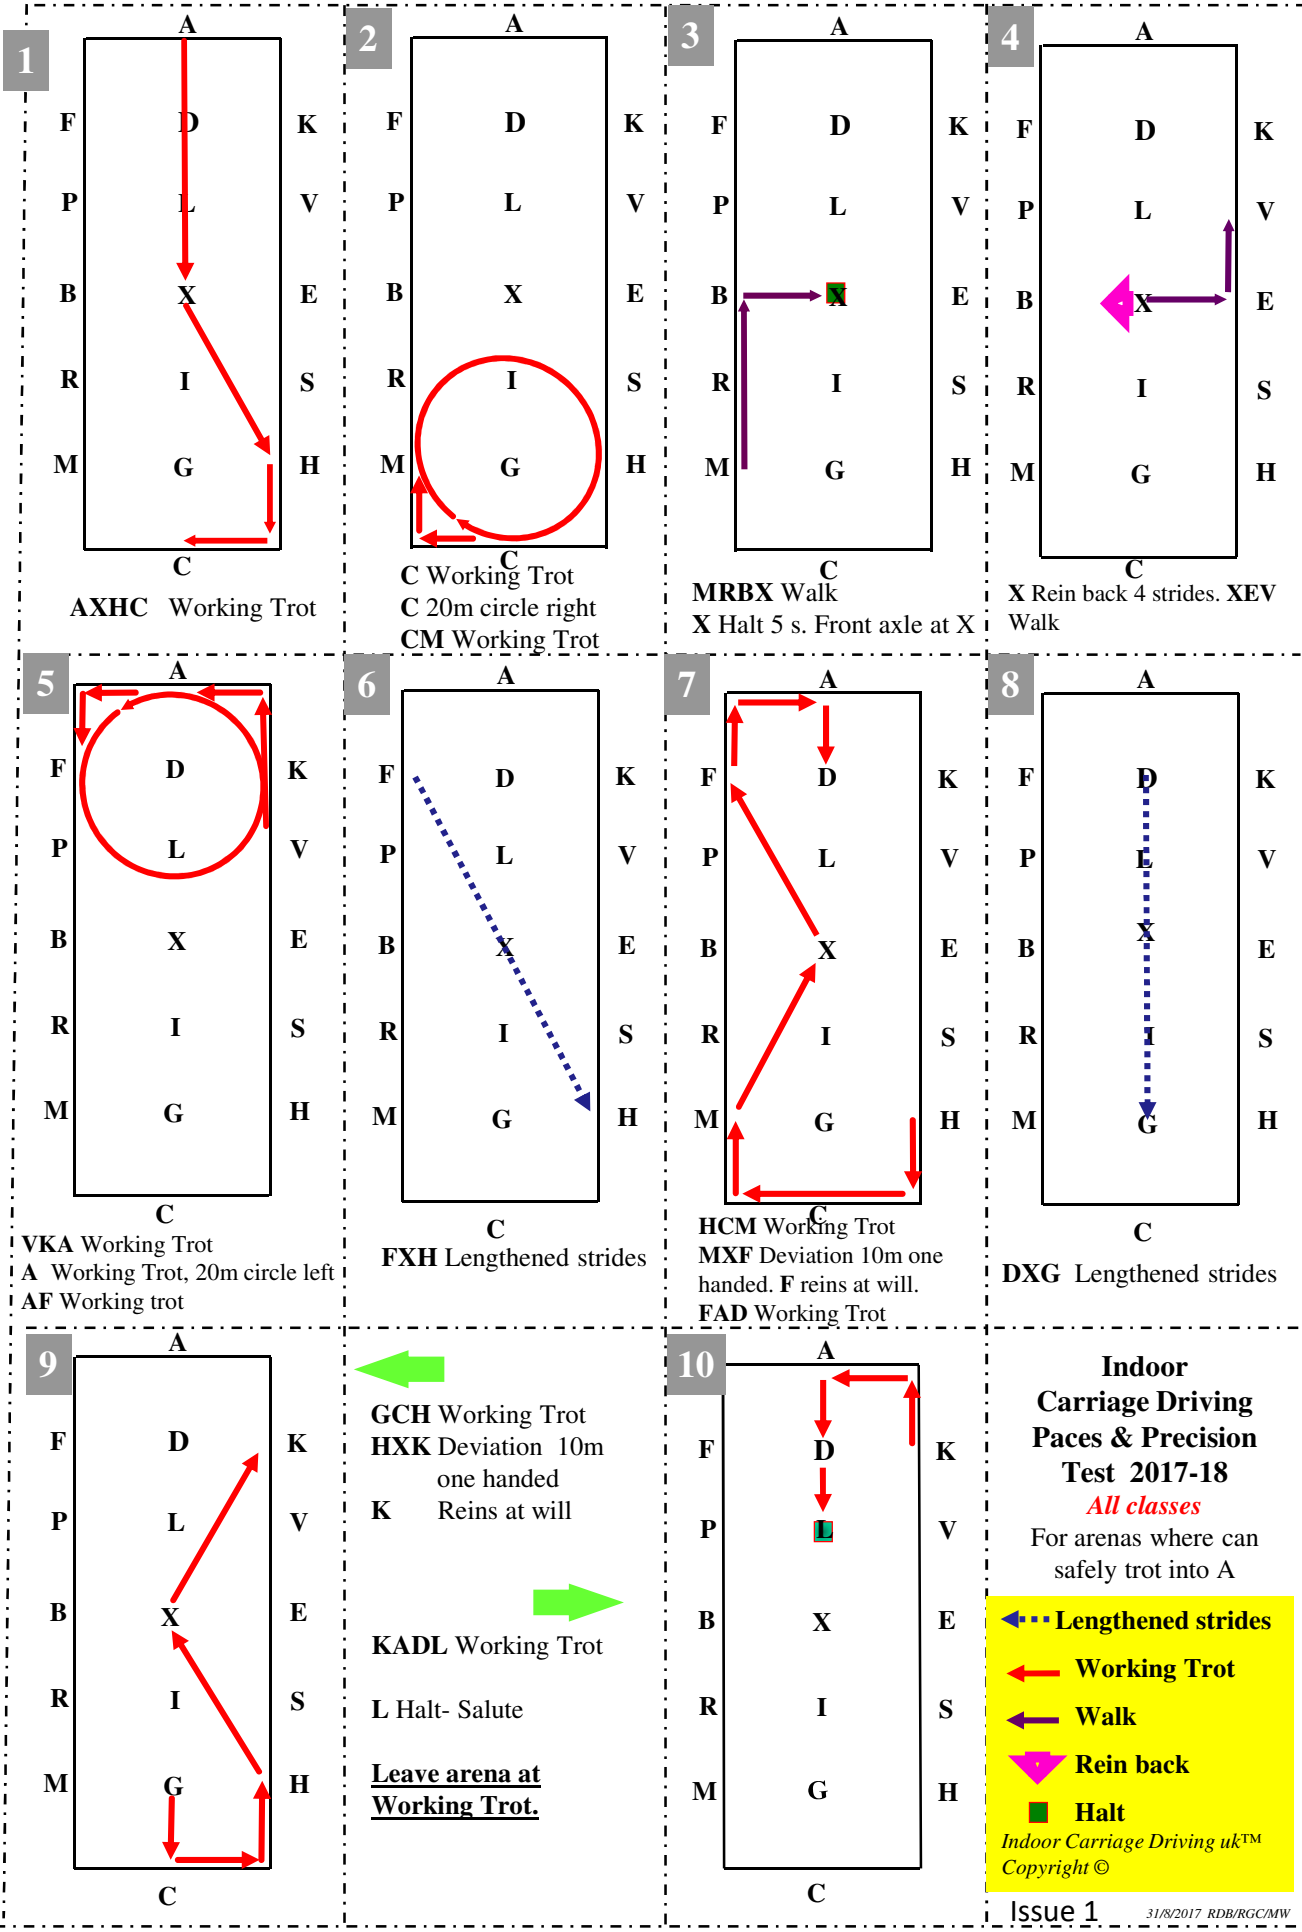 1
A
F D K
P L V
B X E
R I S
M G H
C
AXHC Working Trot
2
A
F D K
P L V
B X E
R I S
M G H
C
C Working Trot
C 20m circle right
CM Working Trot
3
A
F D K
P L V
B X E
R I S
M G H
C
MRBX Walk
X Halt 5 s. Front axle at X
4
A
F D K
P L V
B X E
R I S
M G H
C
X Rein back 4 strides. XEV
Walk
5
A
F D K
P L V
B X E
R I S
M G H
C
VKA Working Trot
A Working Trot, 20m circle left
AF Working trot
6
A
F D K
P L V
B X E
R I S
M G H
C
FXH Lengthened strides
7
A
F D K
P L V
B X E
R I S
M G H
C
HCM Working Trot
MXF Deviation 10m one
handed. F reins at will.
FAD Working Trot
8
A
F D K
P L V
B X E
R I S
M G H
C
DXG Lengthened strides
9
A
F D K
P L V
B X E
R I S
M G H
C
GCH Working Trot
HXK Deviation 10m
one handed
K Reins at will
KADL Working Trot
L Halt- Salute
Leave arena at
Working Trot.
10
A
F D K
P L V
B X E
R I S
M G H
C
Indoor
Carriage Driving
Paces & Precision
Test 2017-18
All classes
For arenas where can
safely trot into A
Lengthened strides
Working Trot
Walk
Rein back
Halt
Indoor Carriage Driving uk™
Copyright ©
Issue 1 31/8/2017 RDB/RGC/MW